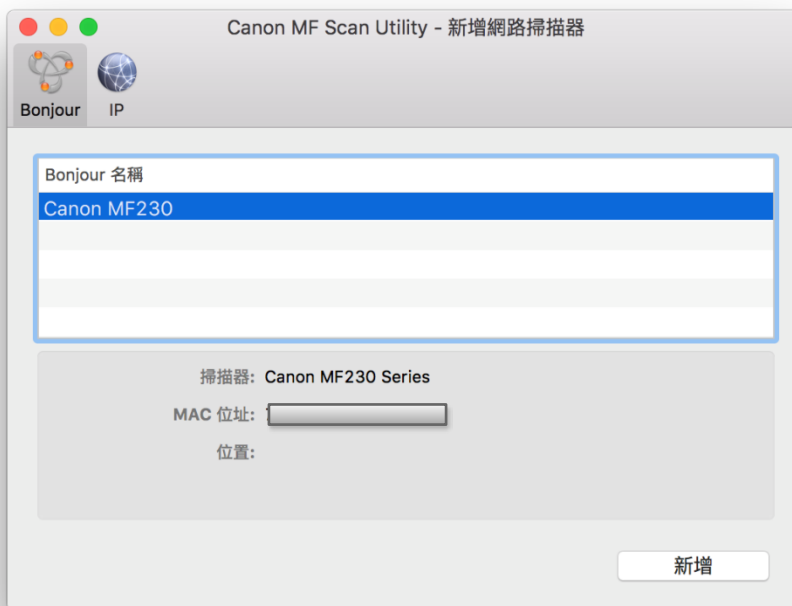 Canon MF Scan Utility - 新增網路掃描器
Bonjour IP
Bonjour 名稱
Canon MF230
掃描器: Canon MF230 Series
MAC 位址:
位置:
新增